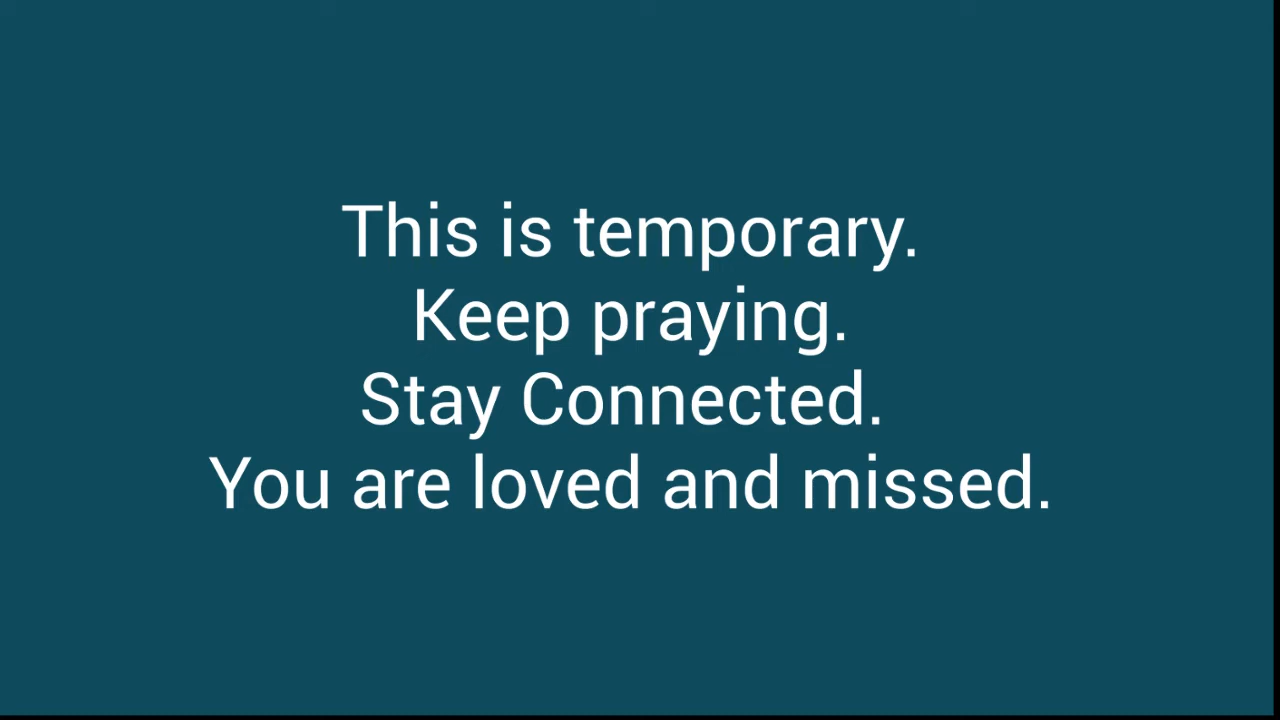 This is temporary.
Keep praying.
Stay Connected.
You are loved and missed.